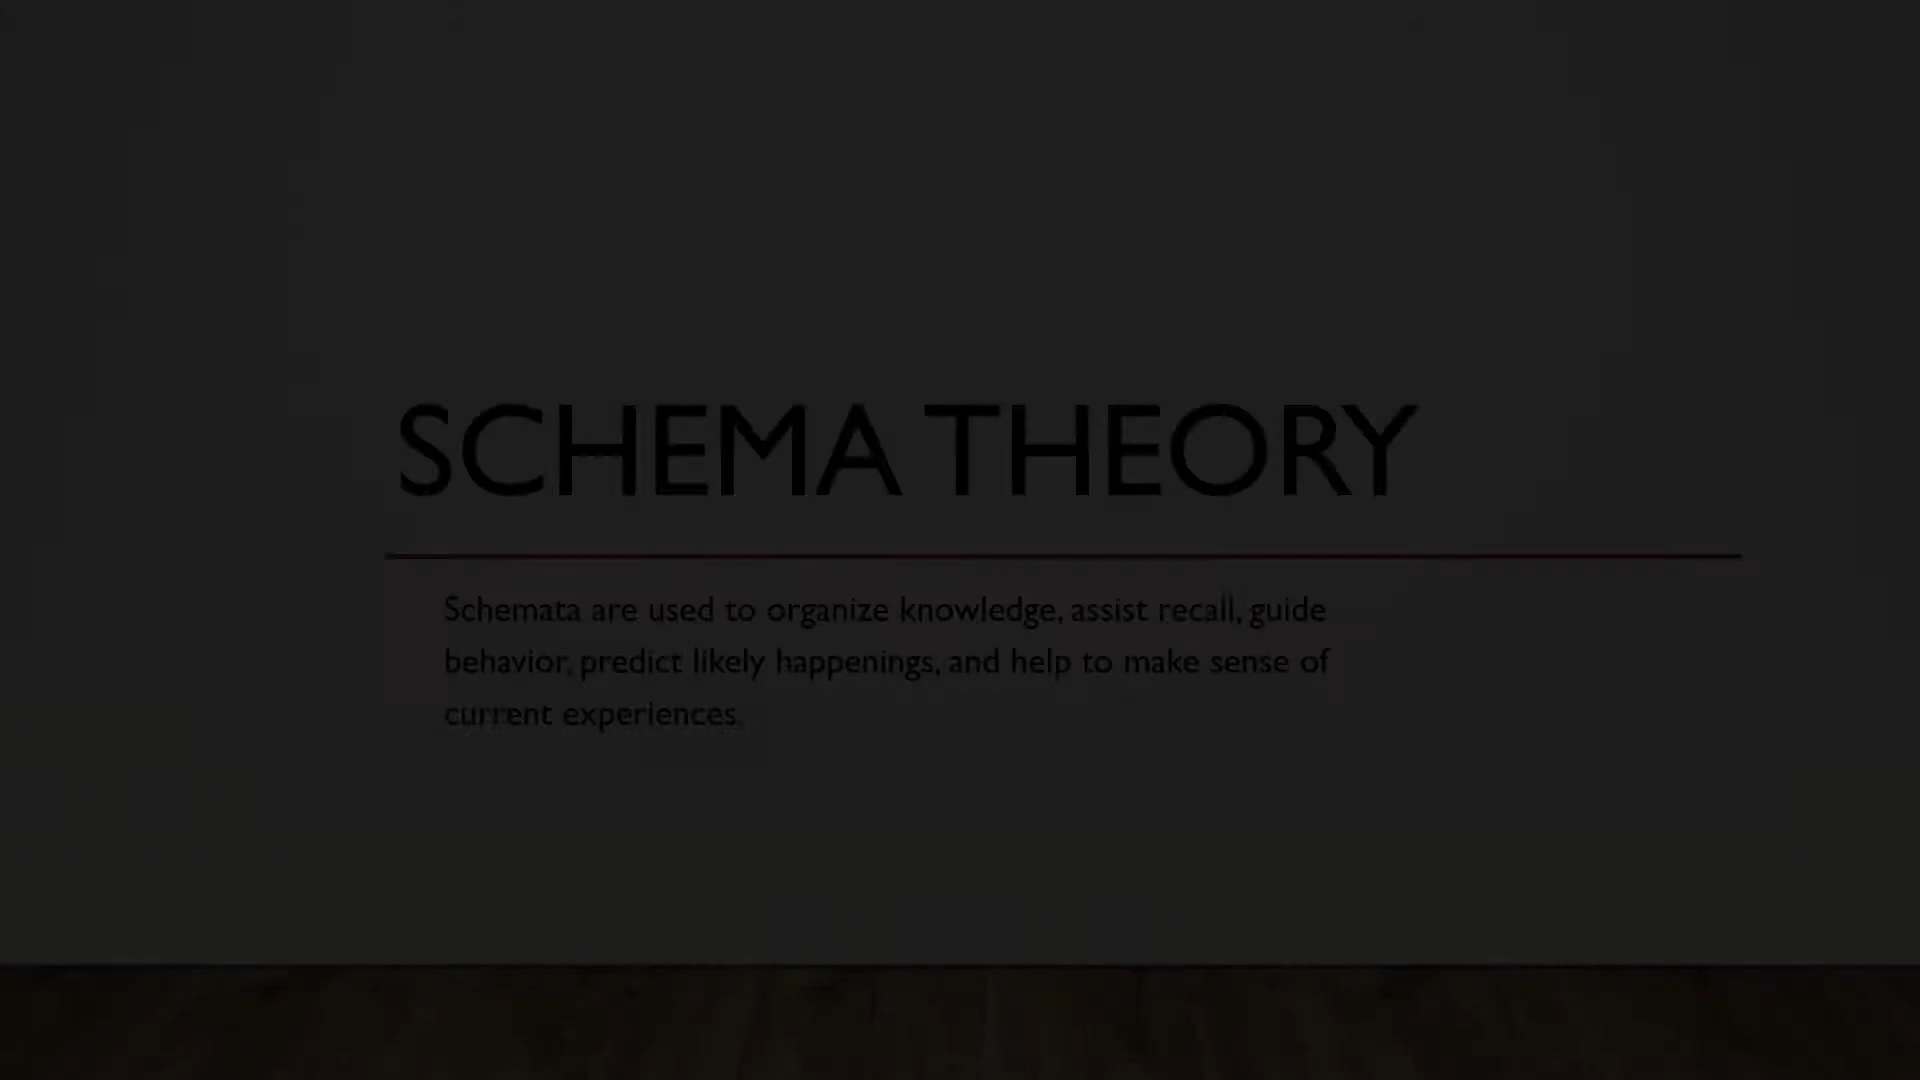 SCHEMA THEORY
Schemata are used to organize knowledge, assist recall, guide
behavior, predict likely happenings, and help to make sense of
current experiences.